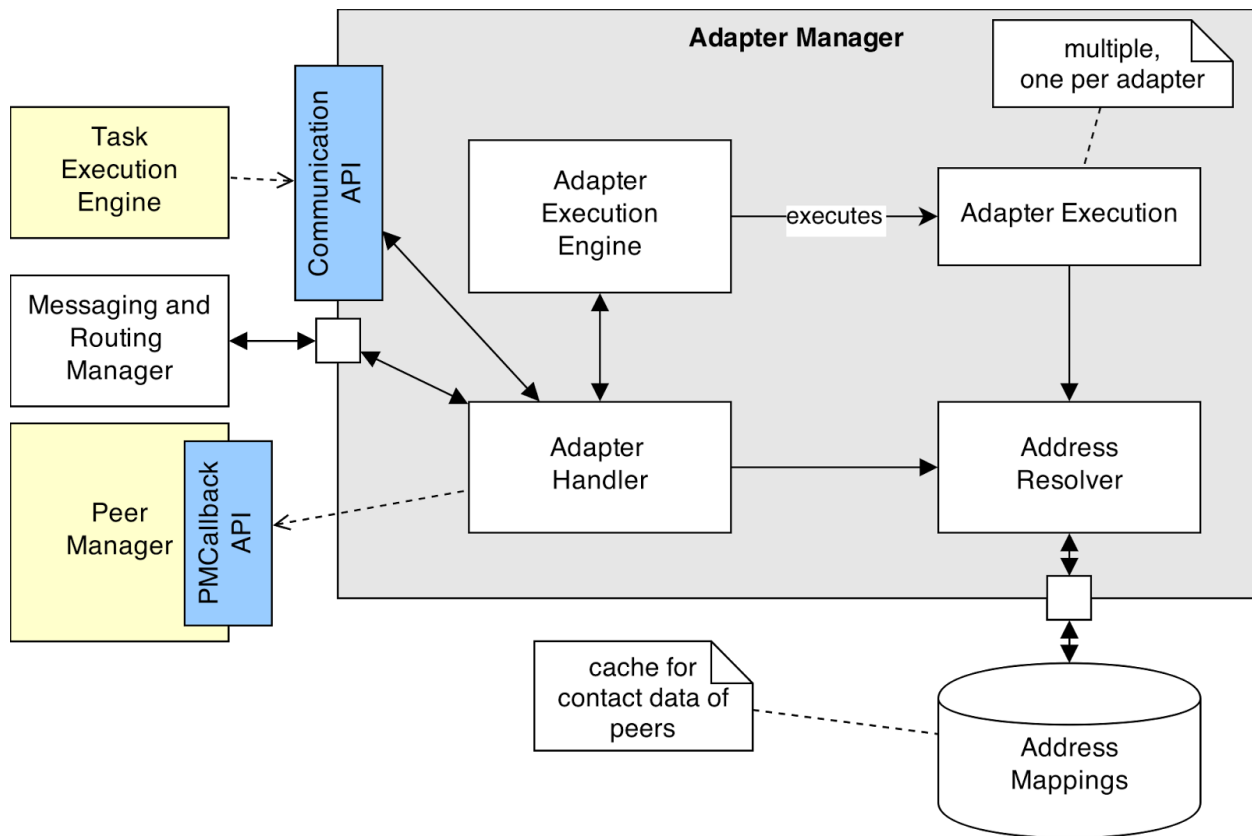 Adapter Manager
multiple,
one per adapter
Task
Execution
Engine
Communication
API
Adapter
Execution
Engine
executes
Adapter Execution
Messaging and
Routing
Manager
Adapter
Handler
Address
Resolver
Peer
Manager
PMCallback
API
cache for
contact data of
peers
Address
Mappings